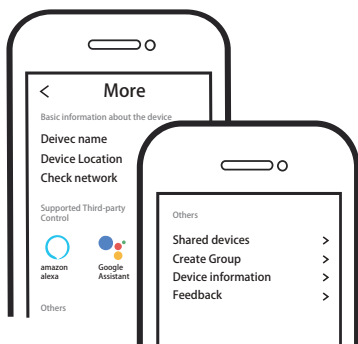 <
More
Basic information about the device
Deivec name
Device Location
Check network
Supported Third-party
Control
amazon
alexa
Google
Assistant
Others
Others
Shared devices >
Create Group >
Device information >
Feedback >